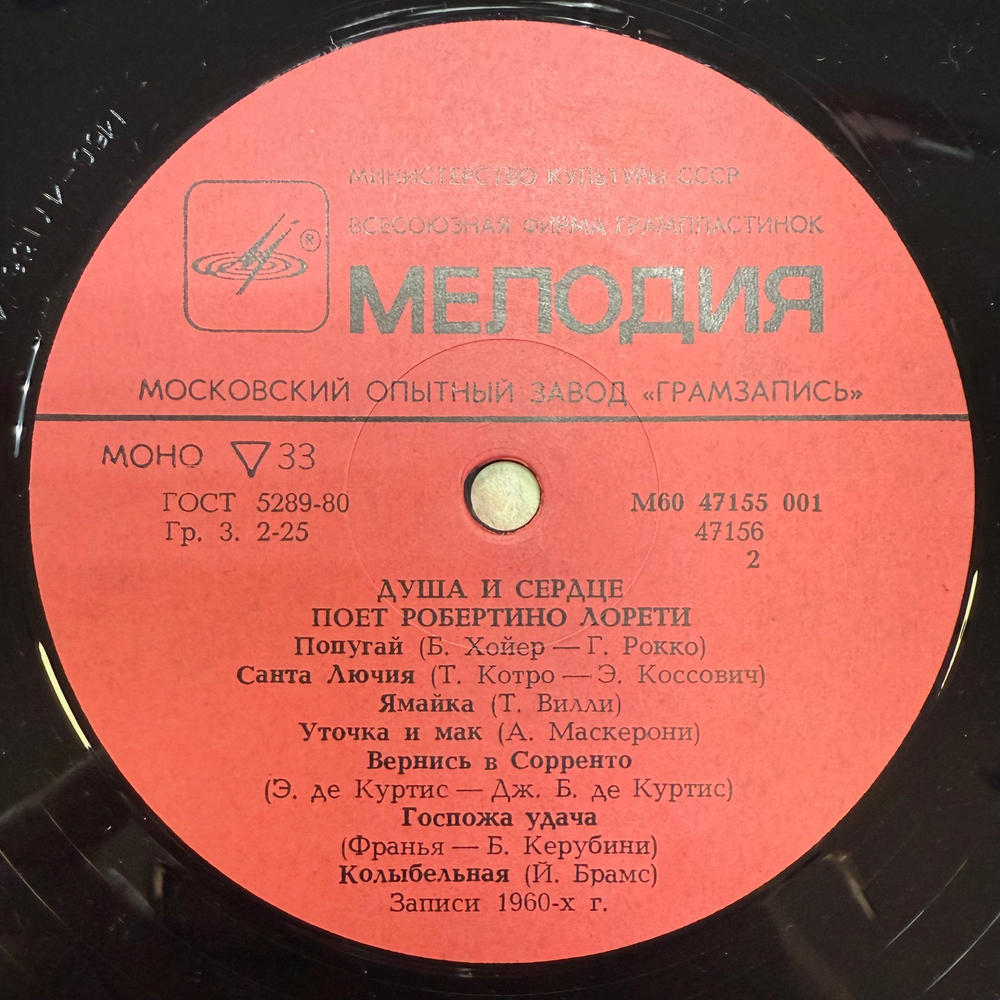 МИНИСТЕРСТВО КУЛЬТУРЫ СССР
ВСЕСОЮЗНАЯ ФИРМА ГРАМПЛАСТИНОК
®
МЕЛОДИЯ
МОСКОВСКИЙ ОПЫТНЫЙ ЗАВОД «ГРАМЗАПИСЬ»
МОНО 33
ГОСТ 5289-80
Гр. 3. 2-25
М60 47155 001
47156
2
ДУША И СЕРДЦЕ
ПОЕТ РОБЕРТИНО ЛОРЕТИ
Попугай (Б. Хойер — Г. Рокко)
Санта Лючия (Т. Котро — Э. Коссович)
Ямайка (Т. Вилли)
Уточка и мак (А. Маскерони)
Вернись в Сорренто
(Э. де Куртис — Дж. Б. де Куртис)
Госпожа удача
(Франья — Б. Керубини)
Колыбельная (Й. Брамс)
Записи 1960-х г.